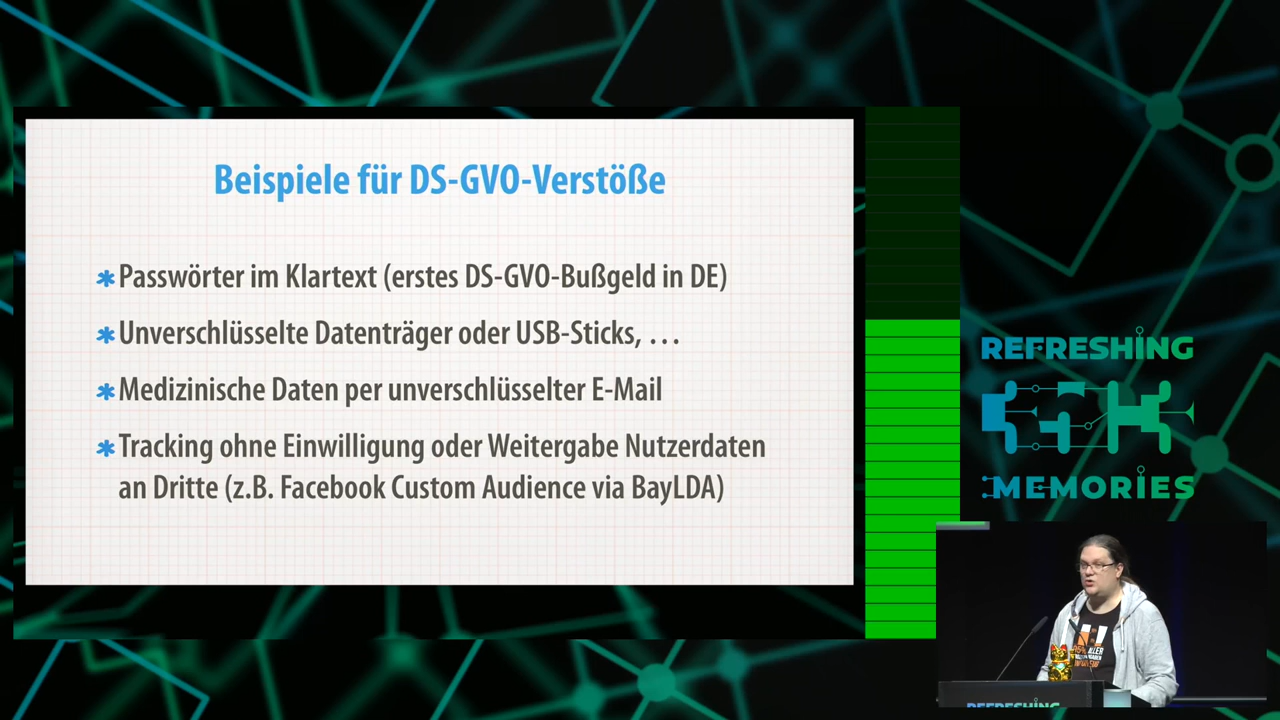 Beispiele für DS-GVO-Verstöße
Passwörter im Klartext (erstes DS-GVO-Bußgeld in DE)
Unverschlüsselte Datenträger oder USB-Sticks, ...
Medizinische Daten per unverschlüsselter E-Mail
Tracking ohne Einwilligung oder Weitergabe Nutzerdaten
an Dritte (z.B. Facebook Custom Audience via BayLDA)
REFRESHING
MEMORIES
REFRESHING